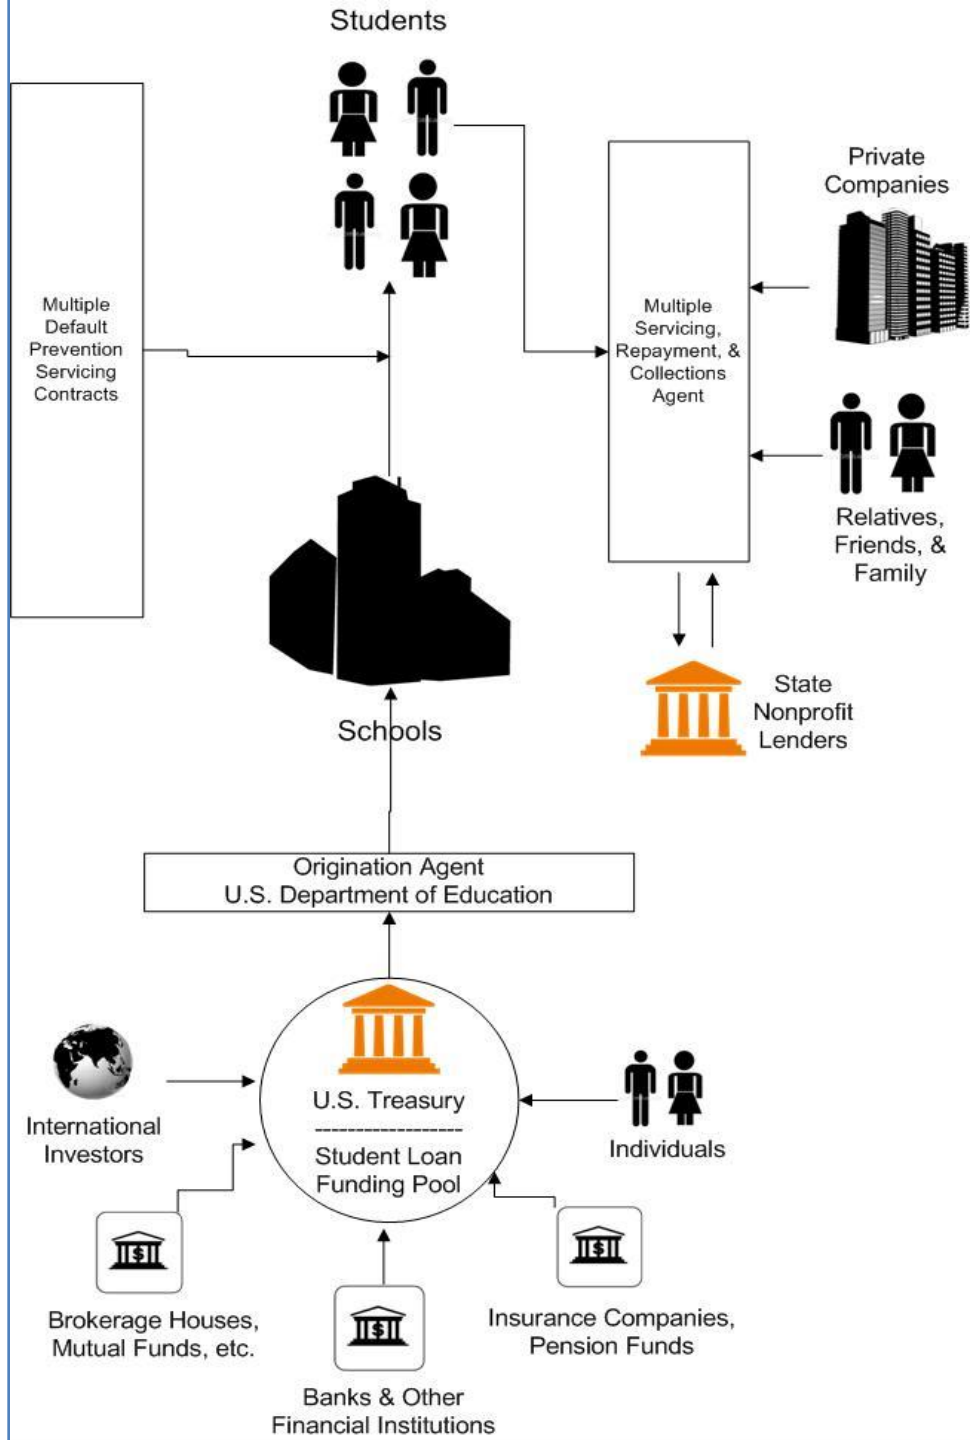 Students
Private
Companies
Multiple
Default
Prevention
Servicing
Contracts
Multiple
Servicing,
Repayment, &
Collections
Agent
Relatives,
Friends, &
Family
State
Nonprofit
Lenders
Schools
Origination Agent
U.S. Department of Education
U.S. Treasury
-------------------
Student Loan
Funding Pool
International
Investors
Individuals
$
Brokerage Houses,
Mutual Funds, etc.
$
Insurance Companies,
Pension Funds
$
Banks & Other
Financial Institutions